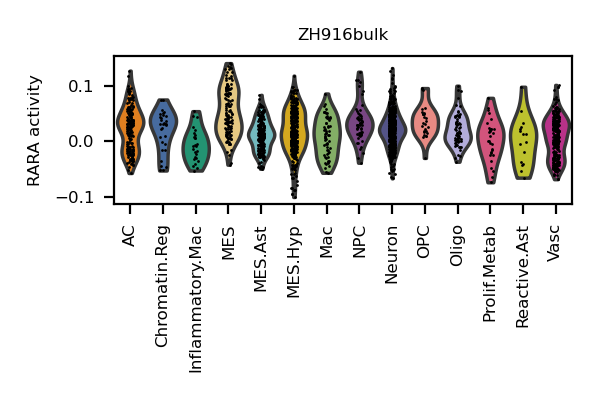 ZH916bulk
RARA activity
0.1
0.0
−0.1
AC
Chromatin.Reg
Inflammatory.Mac
MES
MES.Ast
MES.Hyp
Mac
NPC
Neuron
OPC
Oligo
Prolif.Metab
Reactive.Ast
Vasc